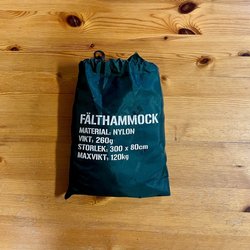 FÄLTHAMMOCK
MATERIAL: NYLON
VIKT: 260g
STORLEK: 300 x 80cm
MAXVIKT: 120kg